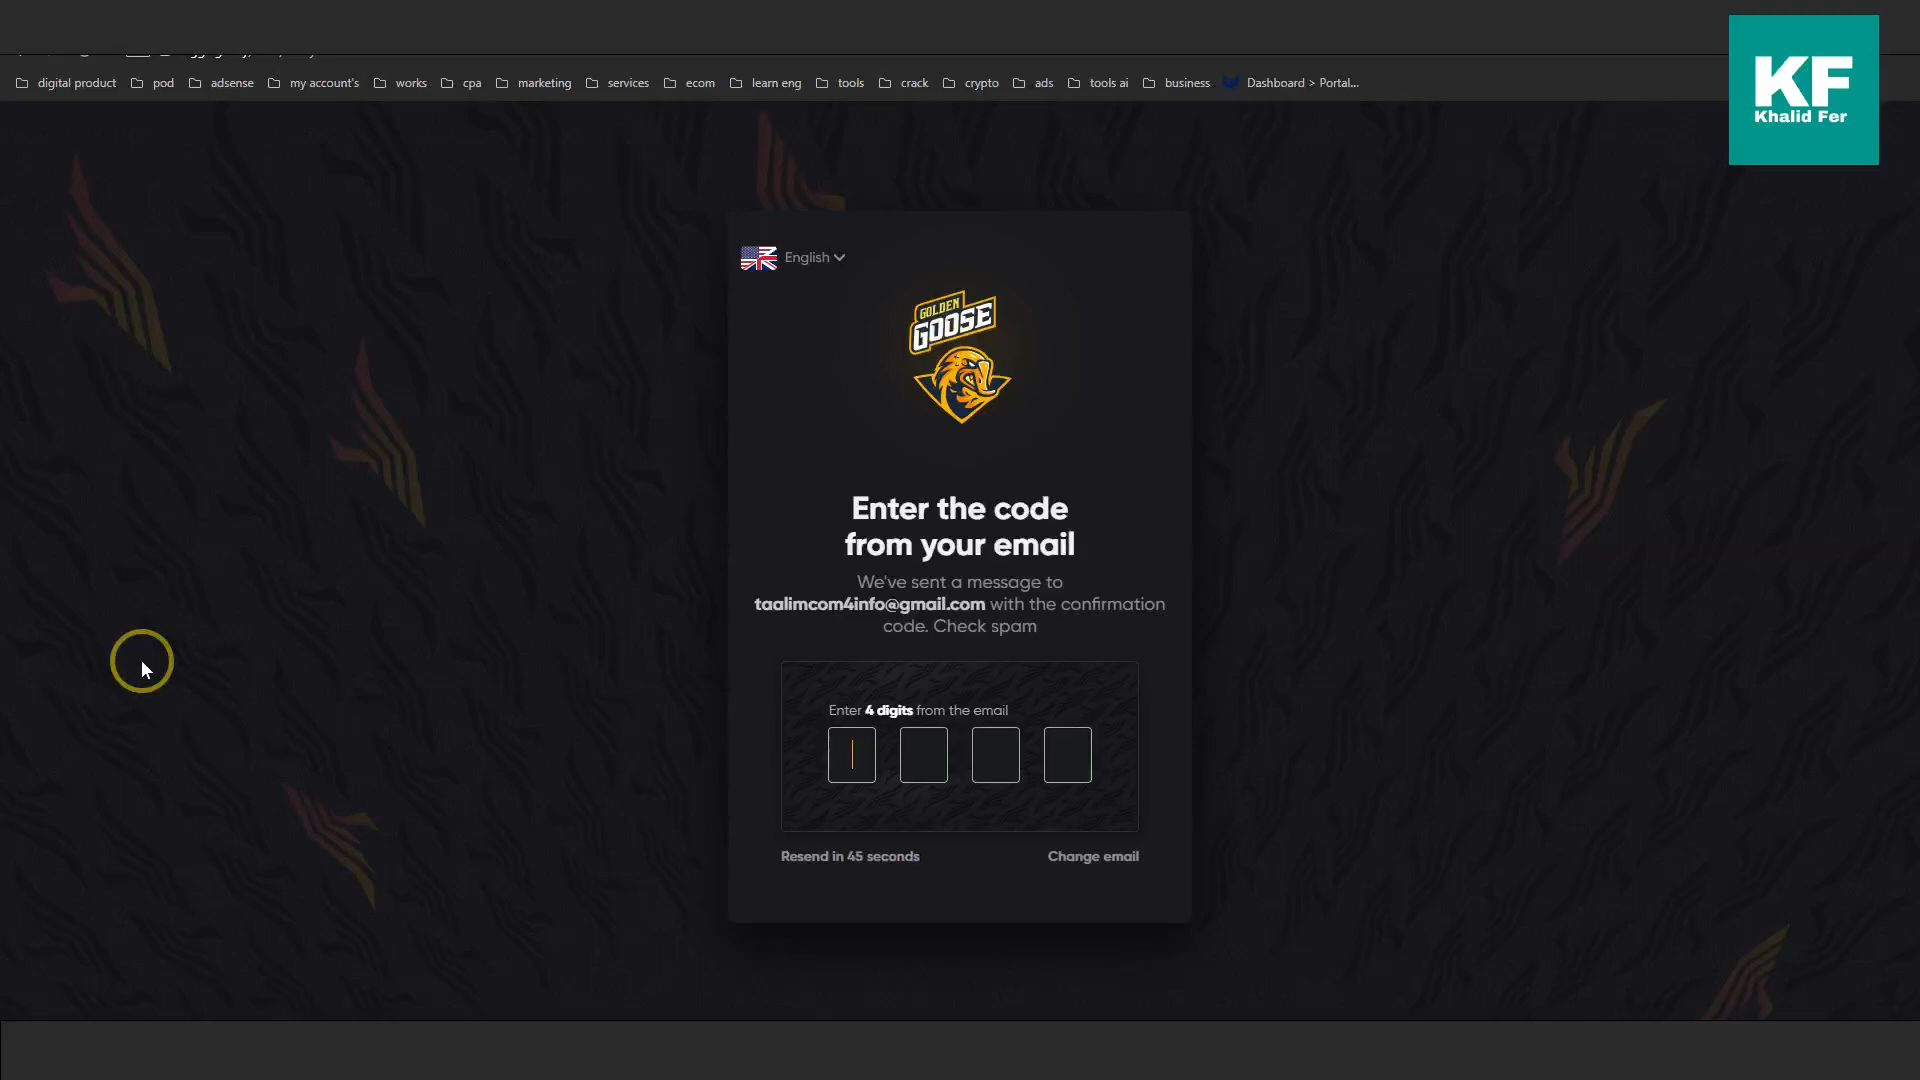 digital product
pod
adsense
my account's
works
cpa
marketing
services
ecom
learn eng
tools
crack
crypto
ads
tools ai
business
Dashboard > Portal...
KF
Khalid Fer
English
GOLDEN
GOOSE
Enter the code
from your email
We've sent a message to
taalimcom4info@gmail.com with the confirmation
code. Check spam
Enter 4 digits from the email
Resend in 45 seconds
Change email